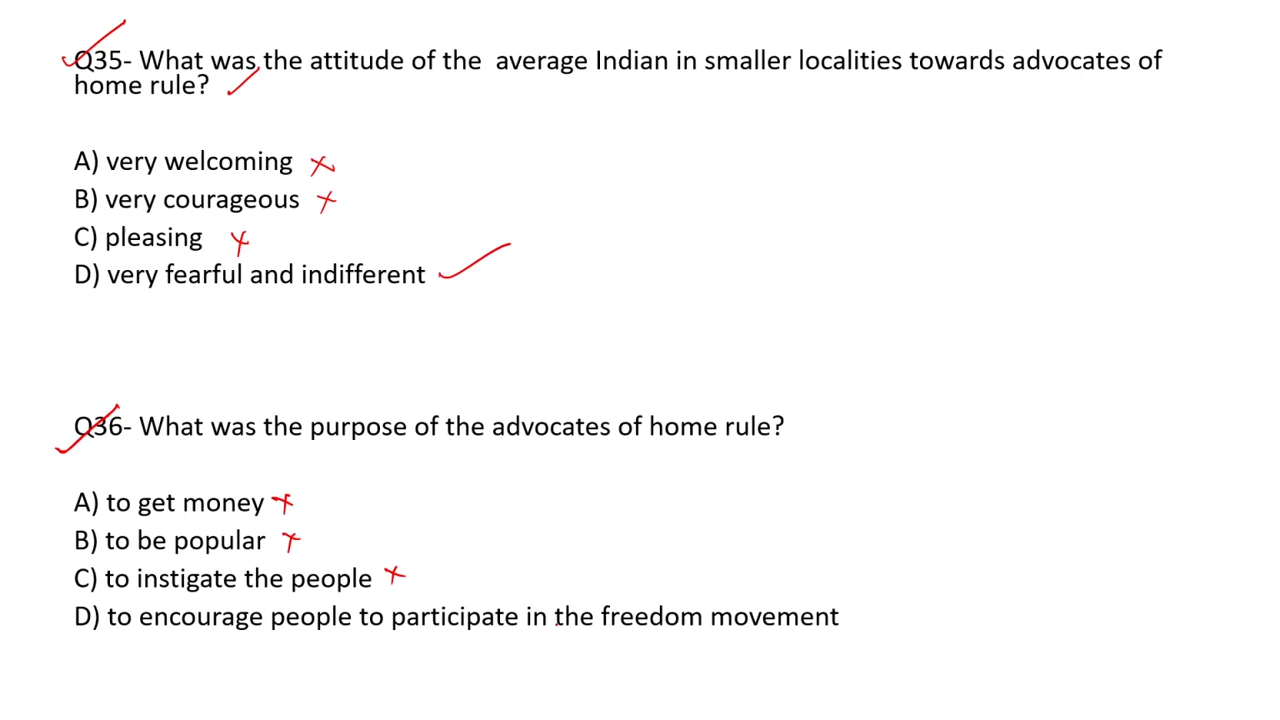 Q35- What was the attitude of the average Indian in smaller localities towards advocates of
home rule?
A) very welcoming
B) very courageous
C) pleasing
D) very fearful and indifferent
Q36- What was the purpose of the advocates of home rule?
A) to get money
B) to be popular
C) to instigate the people
D) to encourage people to participate in the freedom movement